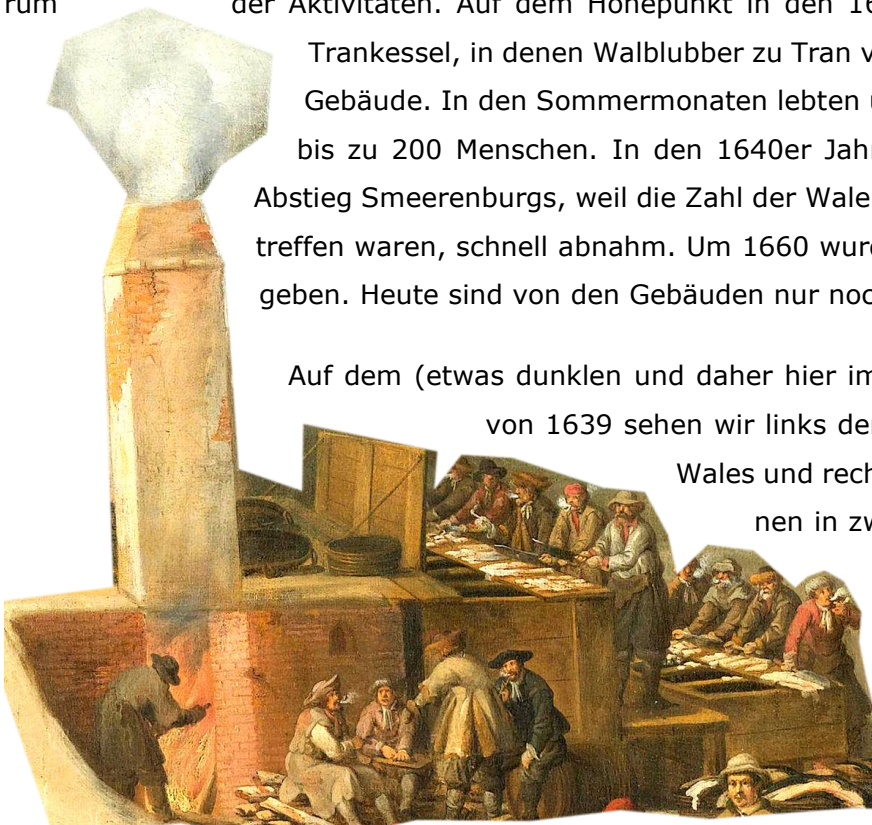 rum der Aktivitäten. Auf dem Höhepunkt in den 16
Trankessel, in denen Walblubber zu Tran v
Gebäude. In den Sommermonaten lebten
bis zu 200 Menschen. In den 1640er Jahr
Abstieg Smeerenburgs, weil die Zahl der Wale
treffen waren, schnell abnahm. Um 1660 wurd
geben. Heute sind von den Gebäuden nur noc
Auf dem (etwas dunklen und daher hier im
von 1639 sehen wir links der
Wales und rech
nen in zw